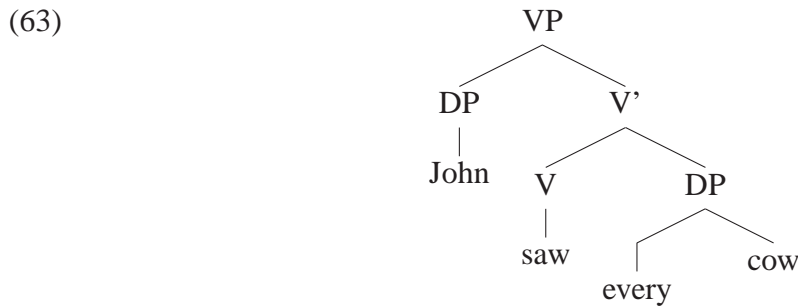 (63) VP
DP V’
John V DP
saw cow
every